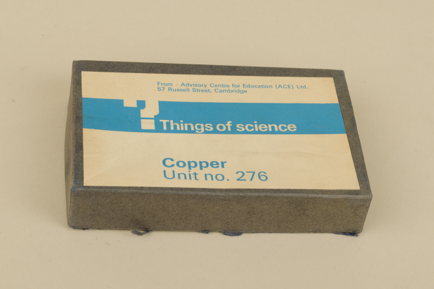 From - Advisory Centre for Education (ACE) Ltd.
57 Russell Street, Cambridge
? Things of science
Copper
Unit no. 276